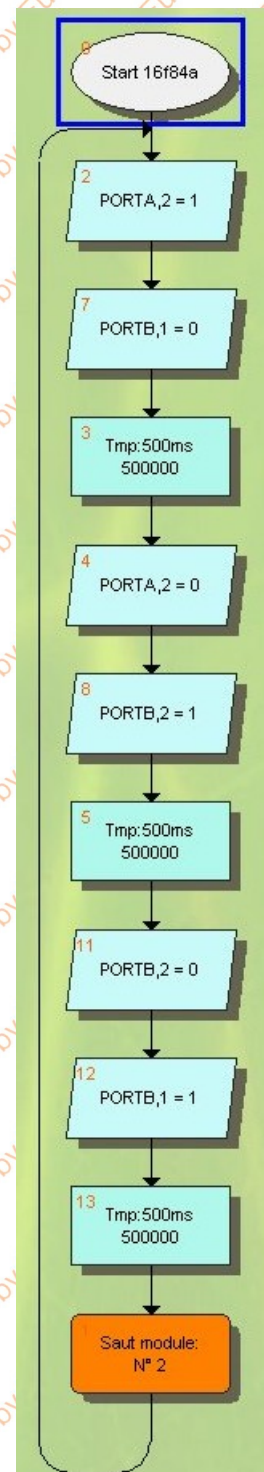 9
Start 16f84a
2
PORTA,2 = 1
7
PORTB,1 = 0
3
Tmp:500ms
500000
4
PORTA,2 = 0
8
PORTB,2 = 1
5
Tmp:500ms
500000
11
PORTB,2 = 0
12
PORTB,1 = 1
13
Tmp:500ms
500000
Saut module:
N° 2